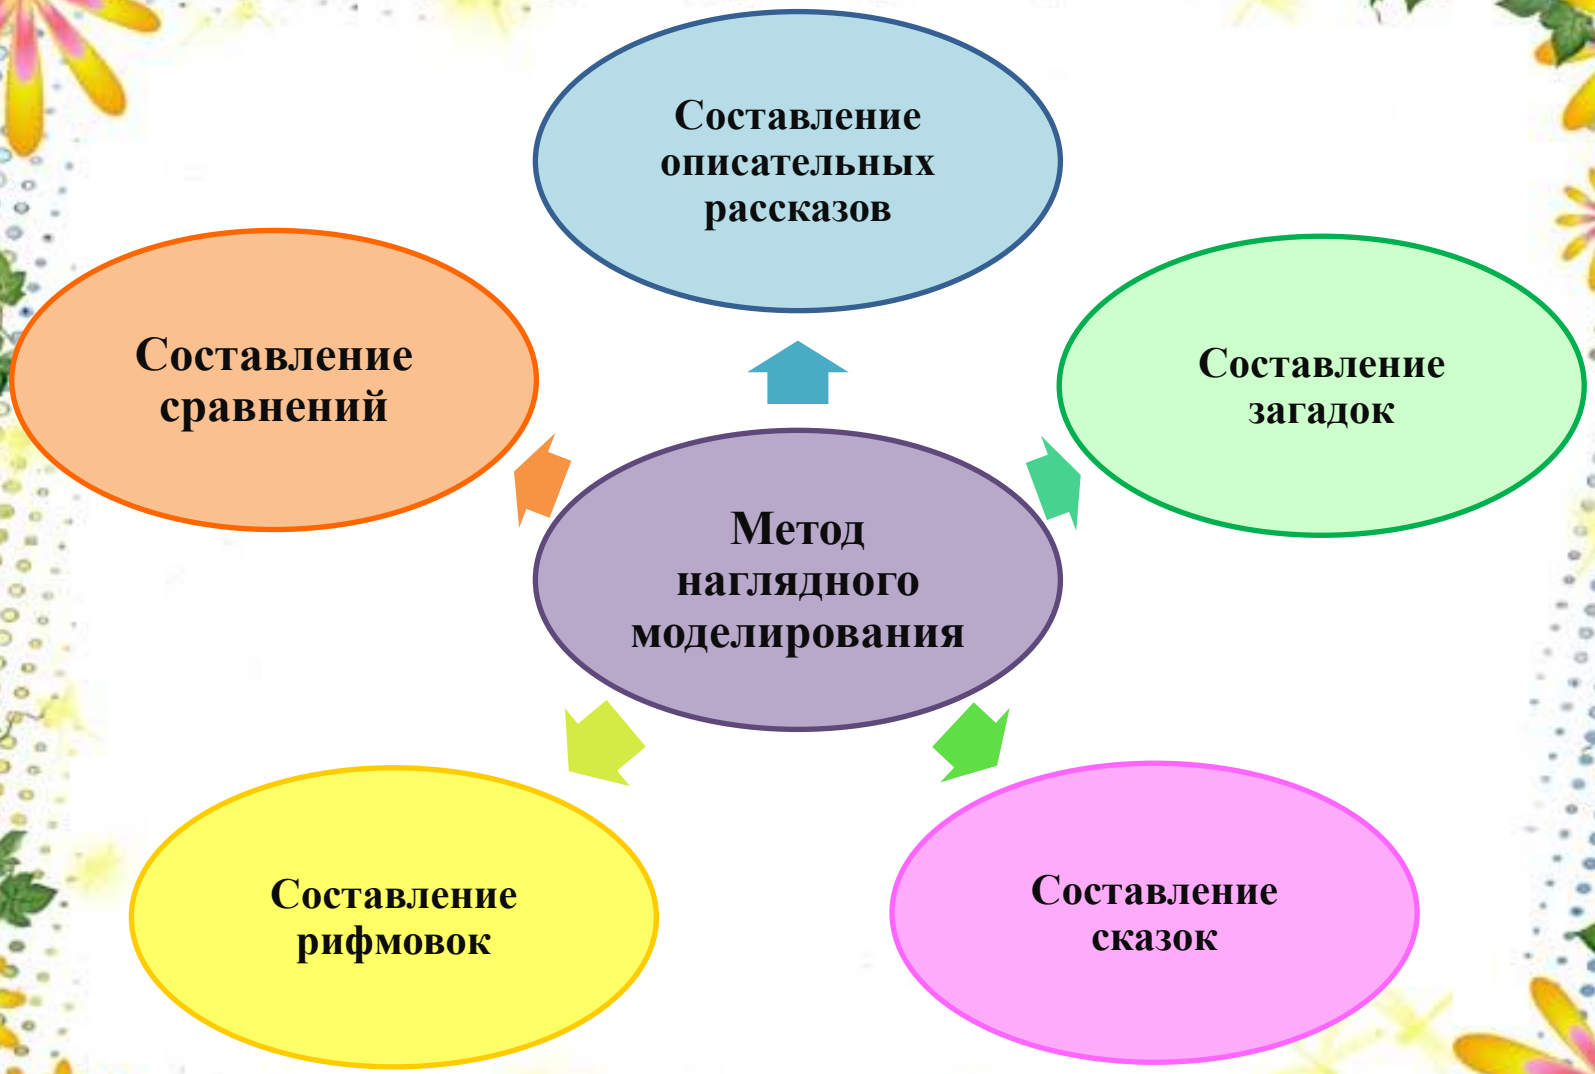 Составление
описательных
рассказов
Составление
сравнений
Составление
загадок
Метод
наглядного
моделирования
Составление
рифмовок
Составление
сказок